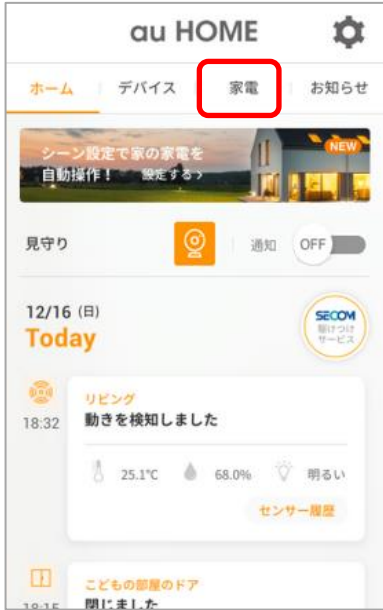 au HOME
ホーム デバイス 家電 お知らせ
シーン設定で家の家電を
自動操作！ 設定する>
NEW
見守り 通知 OFF
12/16 (日)
Today
SECOM
駆けつけ
サービス
リビング
18:32 動きを検知しました
25.1℃ 68.0% 明るい
センサー履歴
こどもの部屋のドア
18:15 閉じました